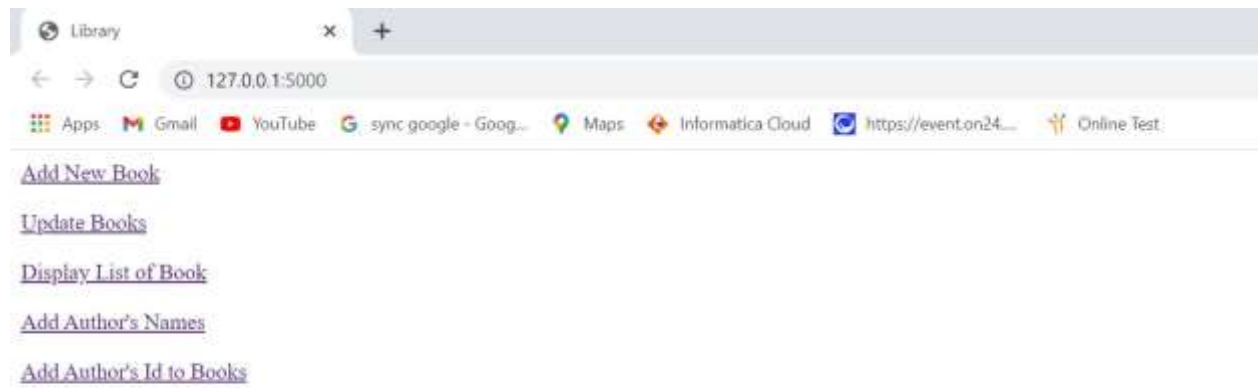 Library
127.0.0.1:5000
Apps Gmail YouTube sync google - Goog... Maps Informatica Cloud https://event.on24.... Online Test
Add New Book
Update Books
Display List of Book
Add Author's Names
Add Author's Id to Books